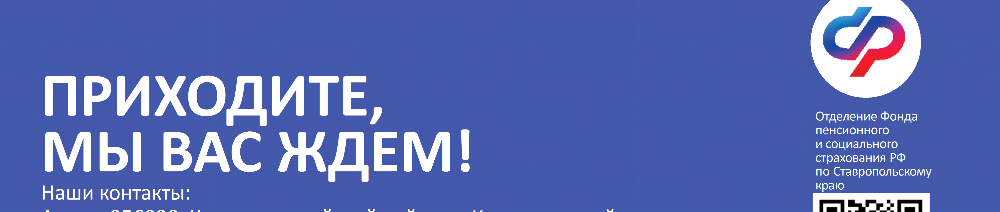 ПРИХОДИТЕ,
МЫ ВАС ЖДЕМ!
Наши контакты:
Отделение Фонда
пенсионного
и социального
страхования РФ
по Ставропольскому
краю